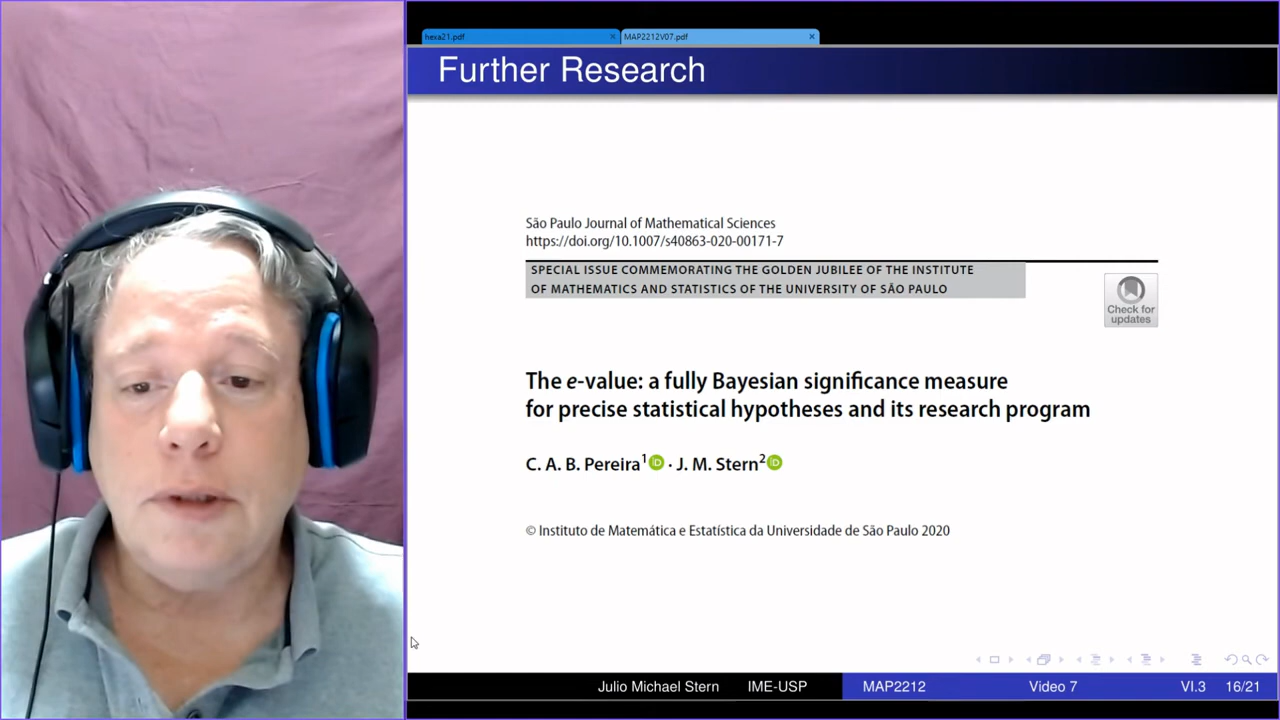 hexa21.pdf
MAP2212V07.pdf
Further Research
São Paulo Journal of Mathematical Sciences
https://doi.org/10.1007/s40863-020-00171-7
SPECIAL ISSUE COMMEMORATING THE GOLDEN JUBILEE OF THE INSTITUTE
OF MATHEMATICS AND STATISTICS OF THE UNIVERSITY OF SÃO PAULO
Check for
updates
The e-value: a fully Bayesian significance measure
for precise statistical hypotheses and its research program
C. A. B. Pereira1 iD · J. M. Stern2 iD
© Instituto de Matemática e Estatística da Universidade de São Paulo 2020
Julio Michael Stern IME-USP MAP2212 Video 7 VI.3 16/21